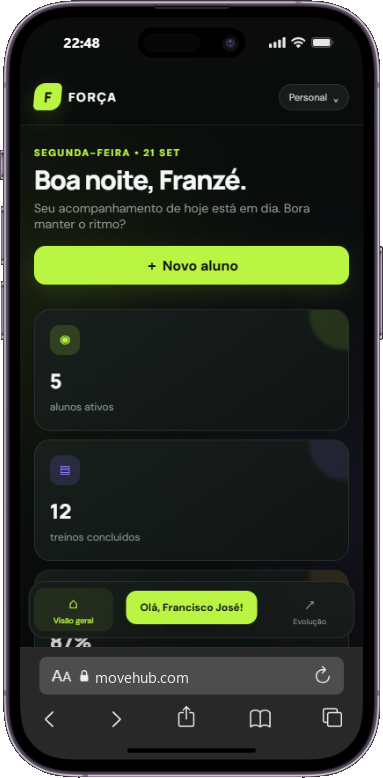 22:48
F FORÇA
Personal
SEGUNDA-FEIRA • 21 SET
Boa noite, Franzé.
Seu acompanhamento de hoje está em dia. Bora
manter o ritmo?
+ Novo aluno
5
alunos ativos
12
treinos concluídos
Visão geral
Olá, Francisco José!
Evolução
87%
AA movehub.com